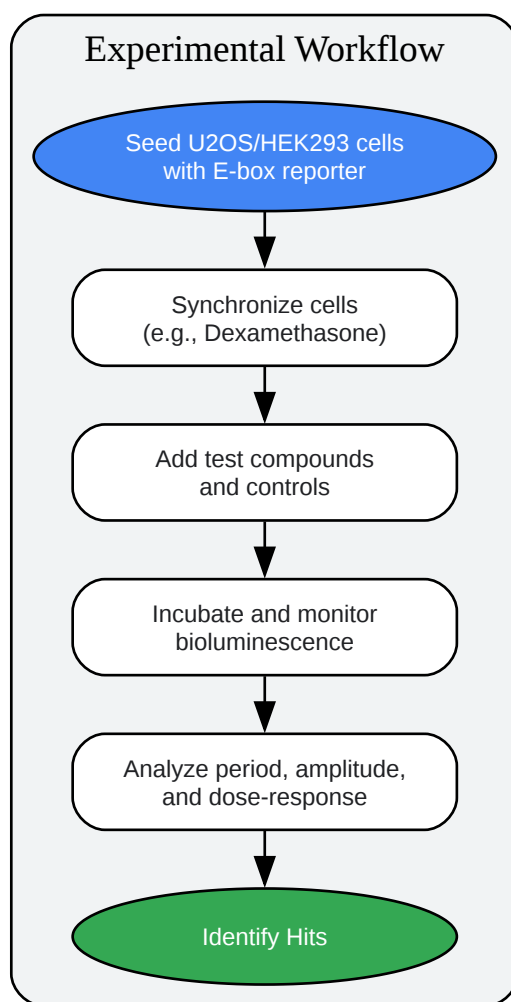 Experimental Workflow
Seed U2OS/HEK293 cells
with E-box reporter
Synchronize cells
(e.g., Dexamethasone)
Add test compounds
and controls
Incubate and monitor
bioluminescence
Analyze period, amplitude,
and dose-response
Identify Hits